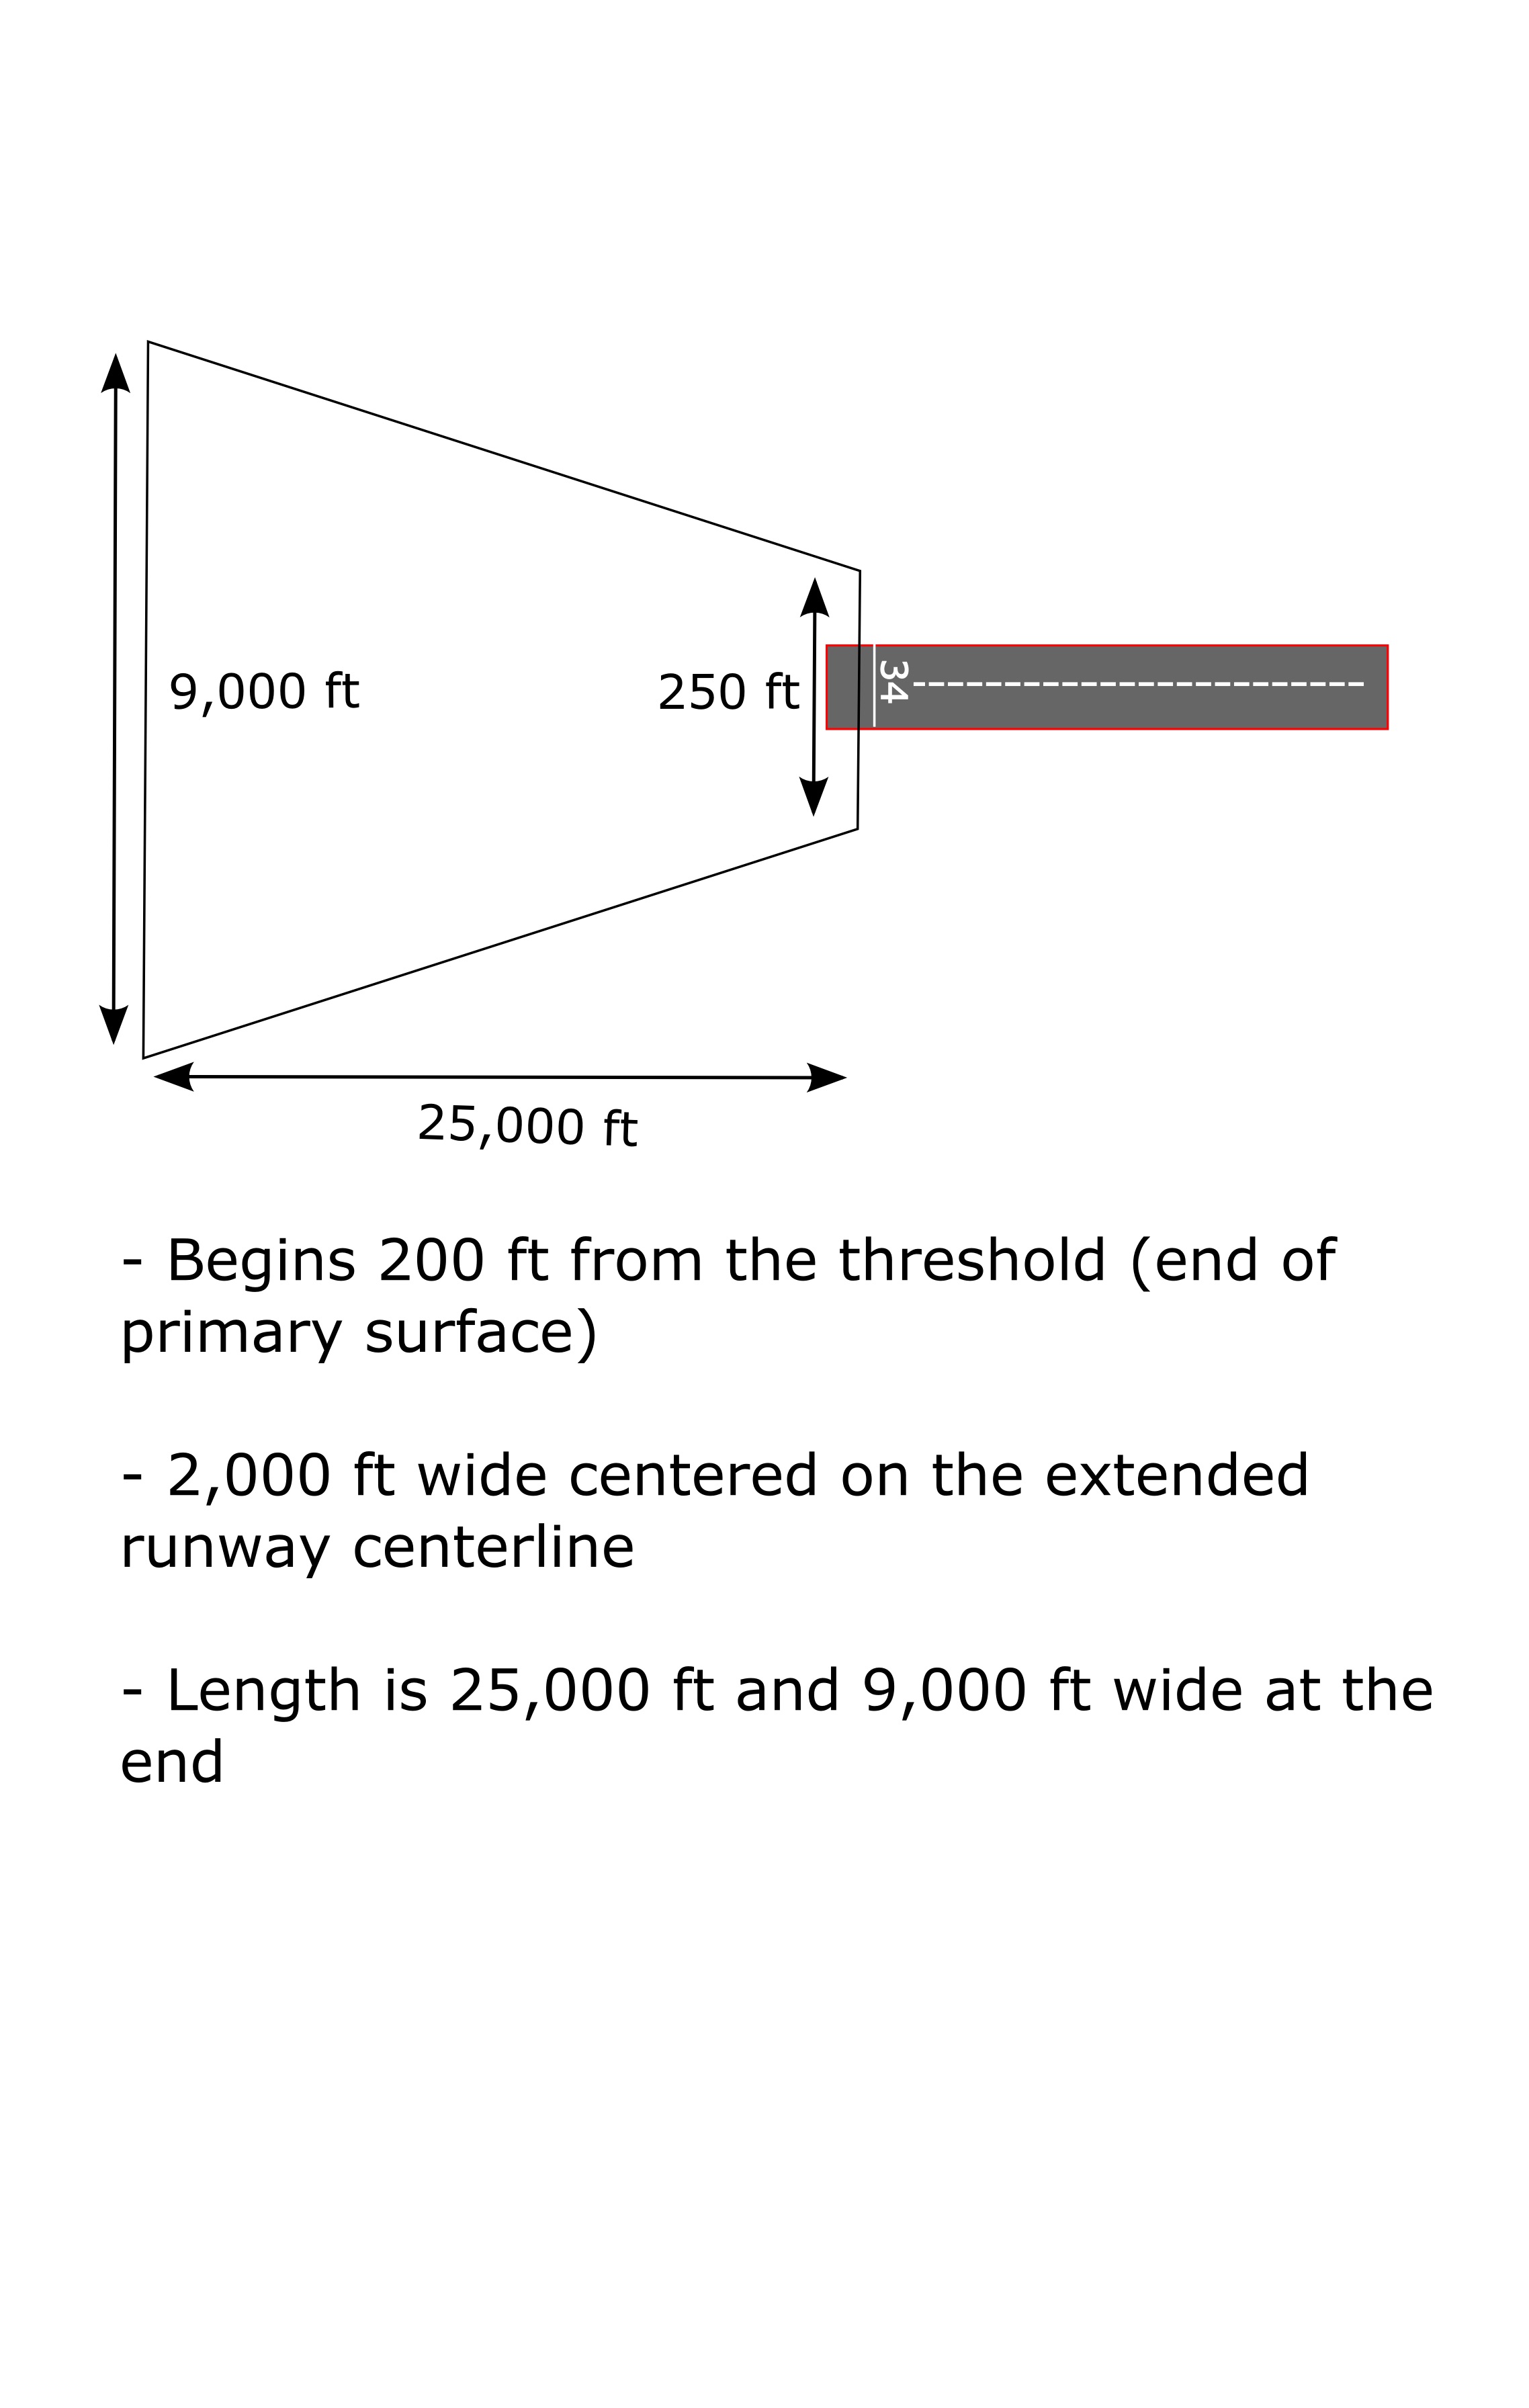 9,000 ft
250 ft
34
25,000 ft
- Begins 200 ft from the threshold (end of
primary surface)
- 2,000 ft wide centered on the extended
runway centerline
- Length is 25,000 ft and 9,000 ft wide at the
end